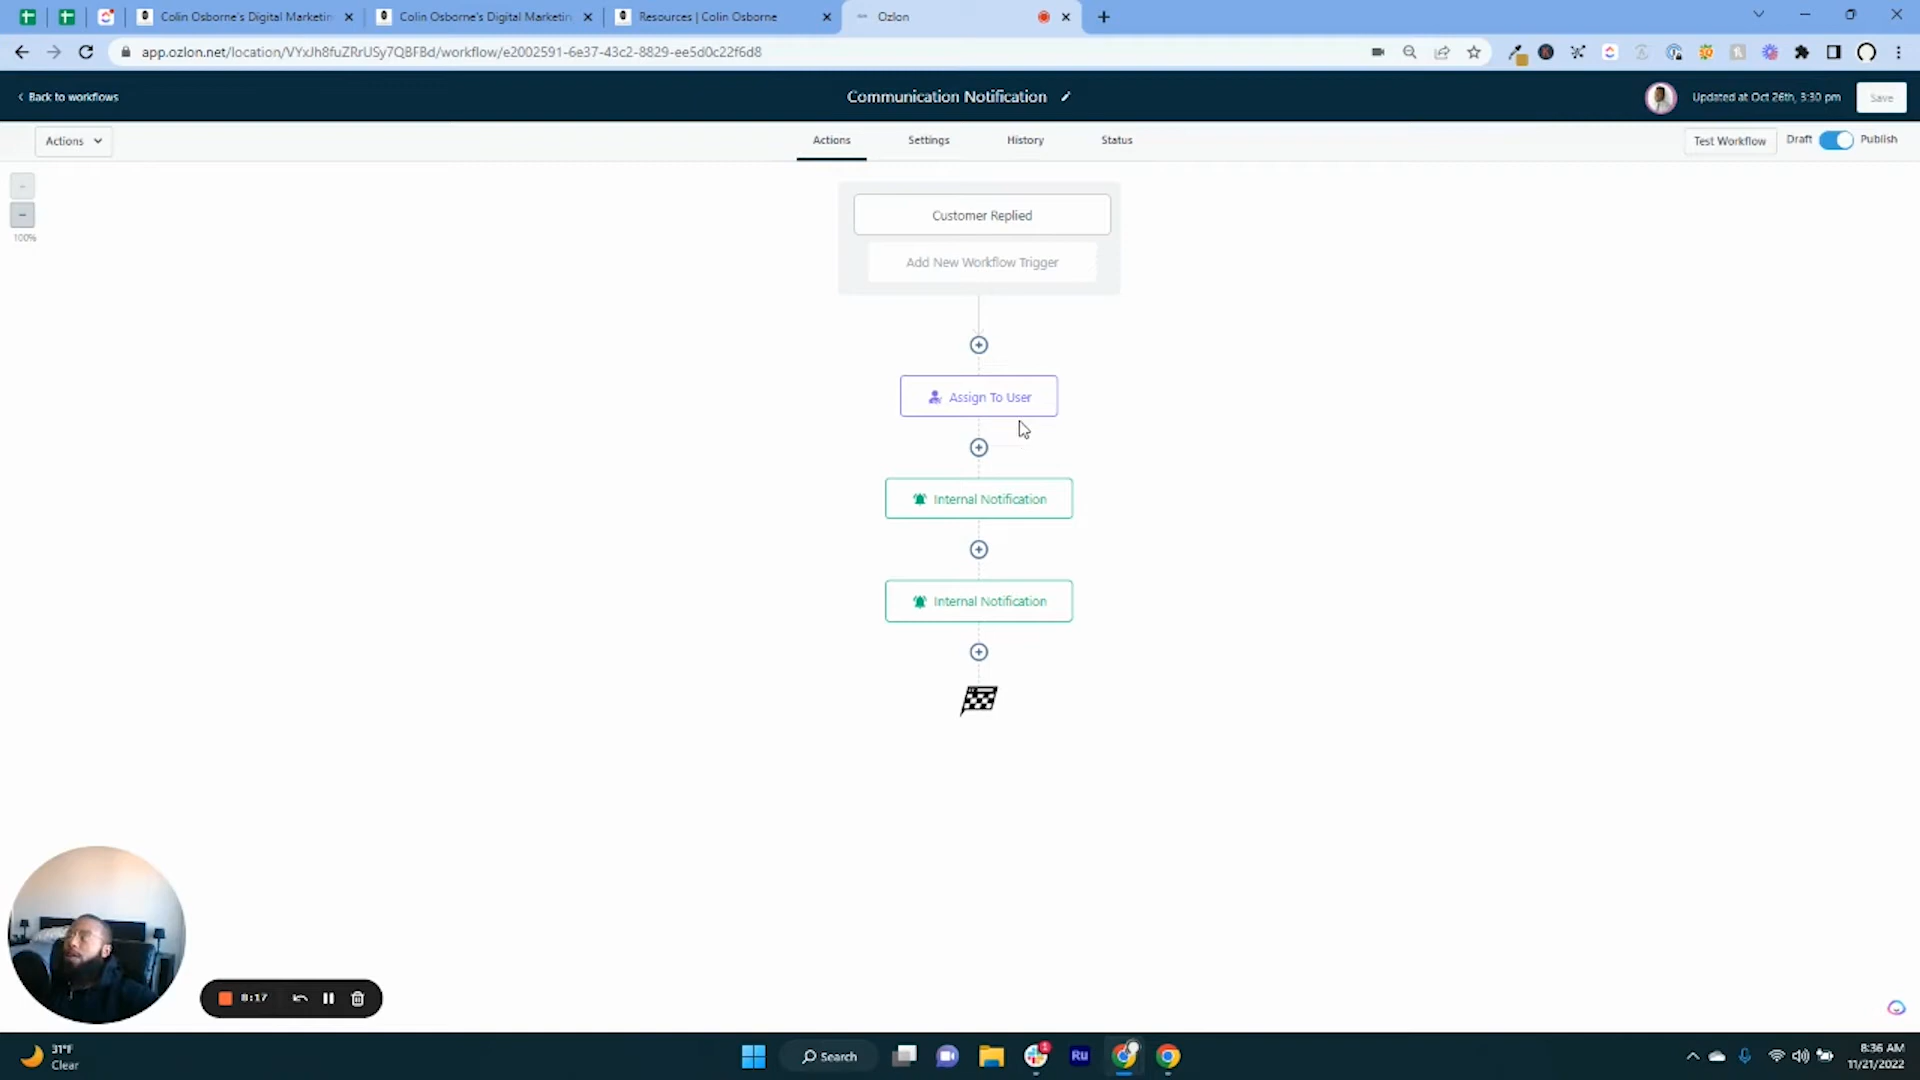 Colin Osborne's Digital Marketin
Colin Osborne's Digital Marketin
Resources | Colin Osborne
Ozlon
app.ozlon.net/location/VYxJh8fuZRrUSy7QBFBd/workflow/e2002591-6e37-43c2-8829-ee5d0c22f6d8
Back to workflows
Communication Notification
Updated at Oct 26th, 3:30 pm
Save
Actions
Actions
Settings
History
Status
Test Workflow
Draft
Publish
100%
Customer Replied
Add New Workflow Trigger
Assign To User
Internal Notification
Internal Notification
8:17
31°F
Clear
Search
Ru
8:36 AM
11/21/2022